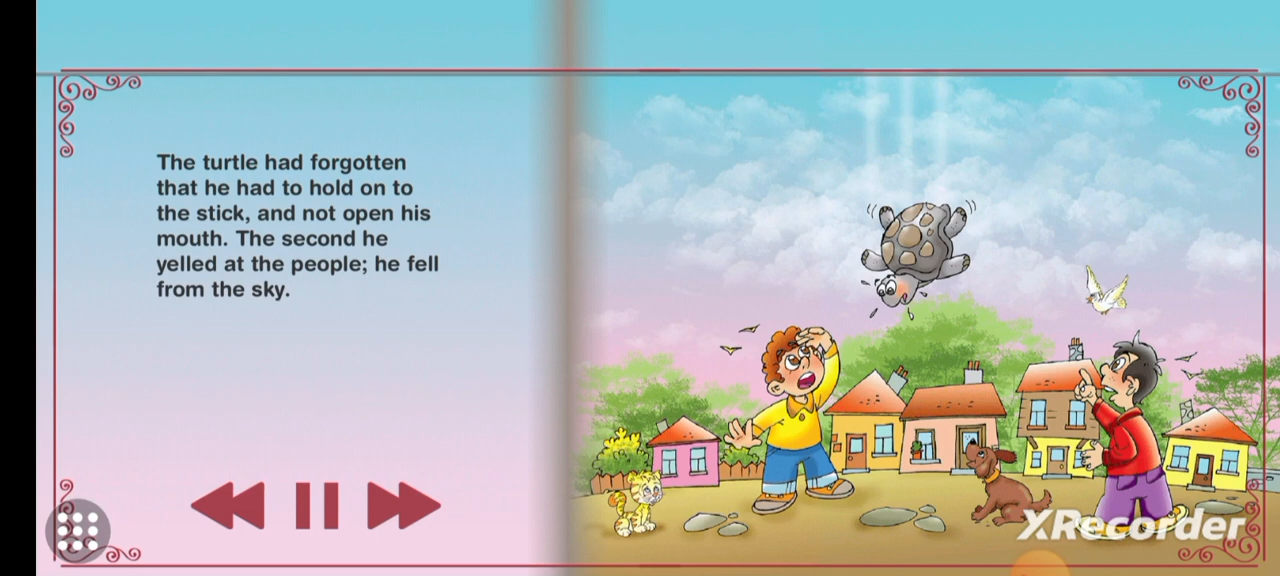 The turtle had forgotten
that he had to hold on to
the stick, and not open his
mouth. The second he
yelled at the people; he fell
from the sky.
XRecorder